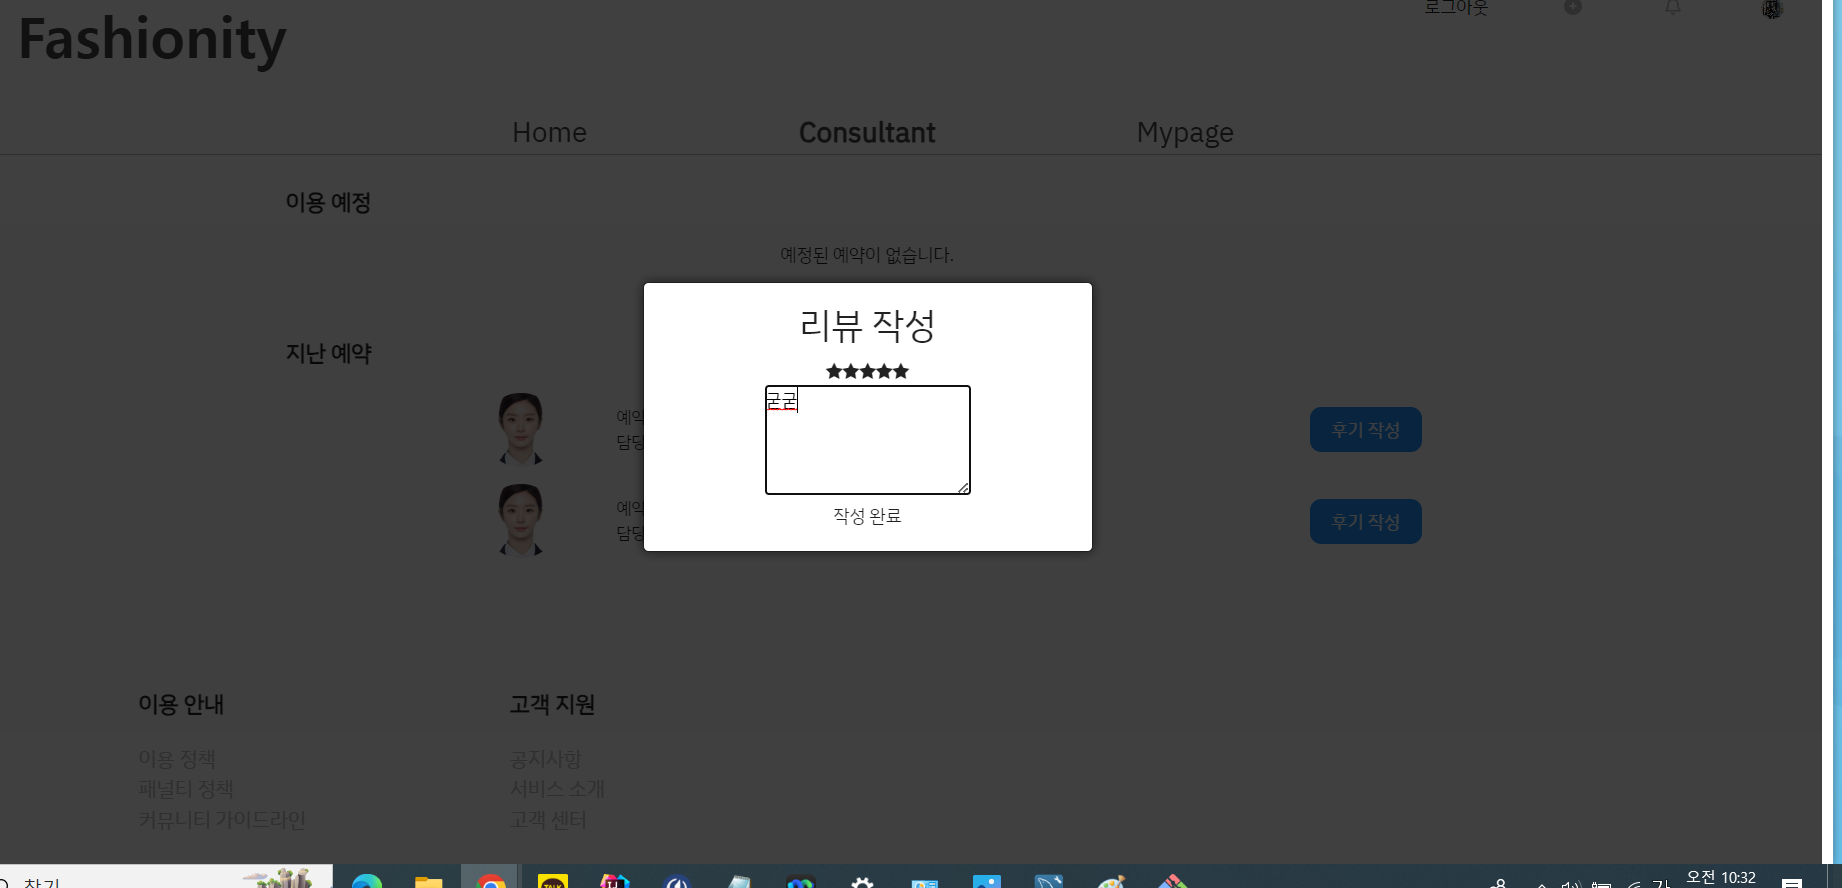 로그아웃
Fashionity
Home Consultant Mypage
이용 예정
예정된 예약이 없습니다.
리뷰 작성
지난 예약
굳굳
예약
담당
후기 작성
작성 완료
예약
담당
후기 작성
이용 안내 고객 지원
이용 정책 공지사항
패널티 정책 서비스 소개
커뮤니티 가이드라인 고객 센터
찾기
TALK
오전 10:32